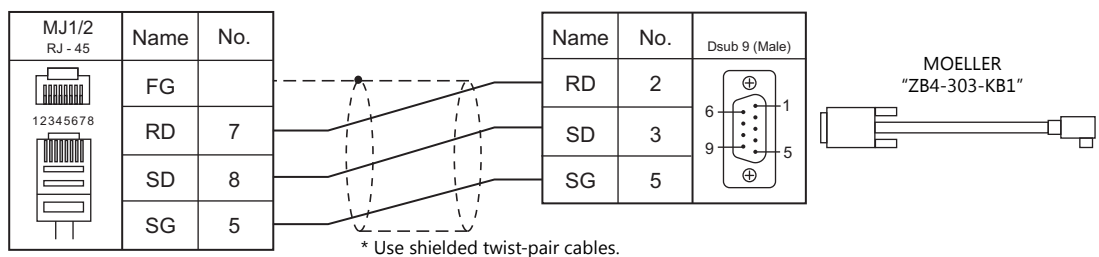 MJ1/2
RJ - 45
Name No.
FG
RD 7
SD 8
SG 5
12345678
* Use shielded twist-pair cables.
Name No. Dsub 9 (Male)
RD 2
SD 3
SG 5
6 1
9 5
MOELLER
“ZB4-303-KB1”